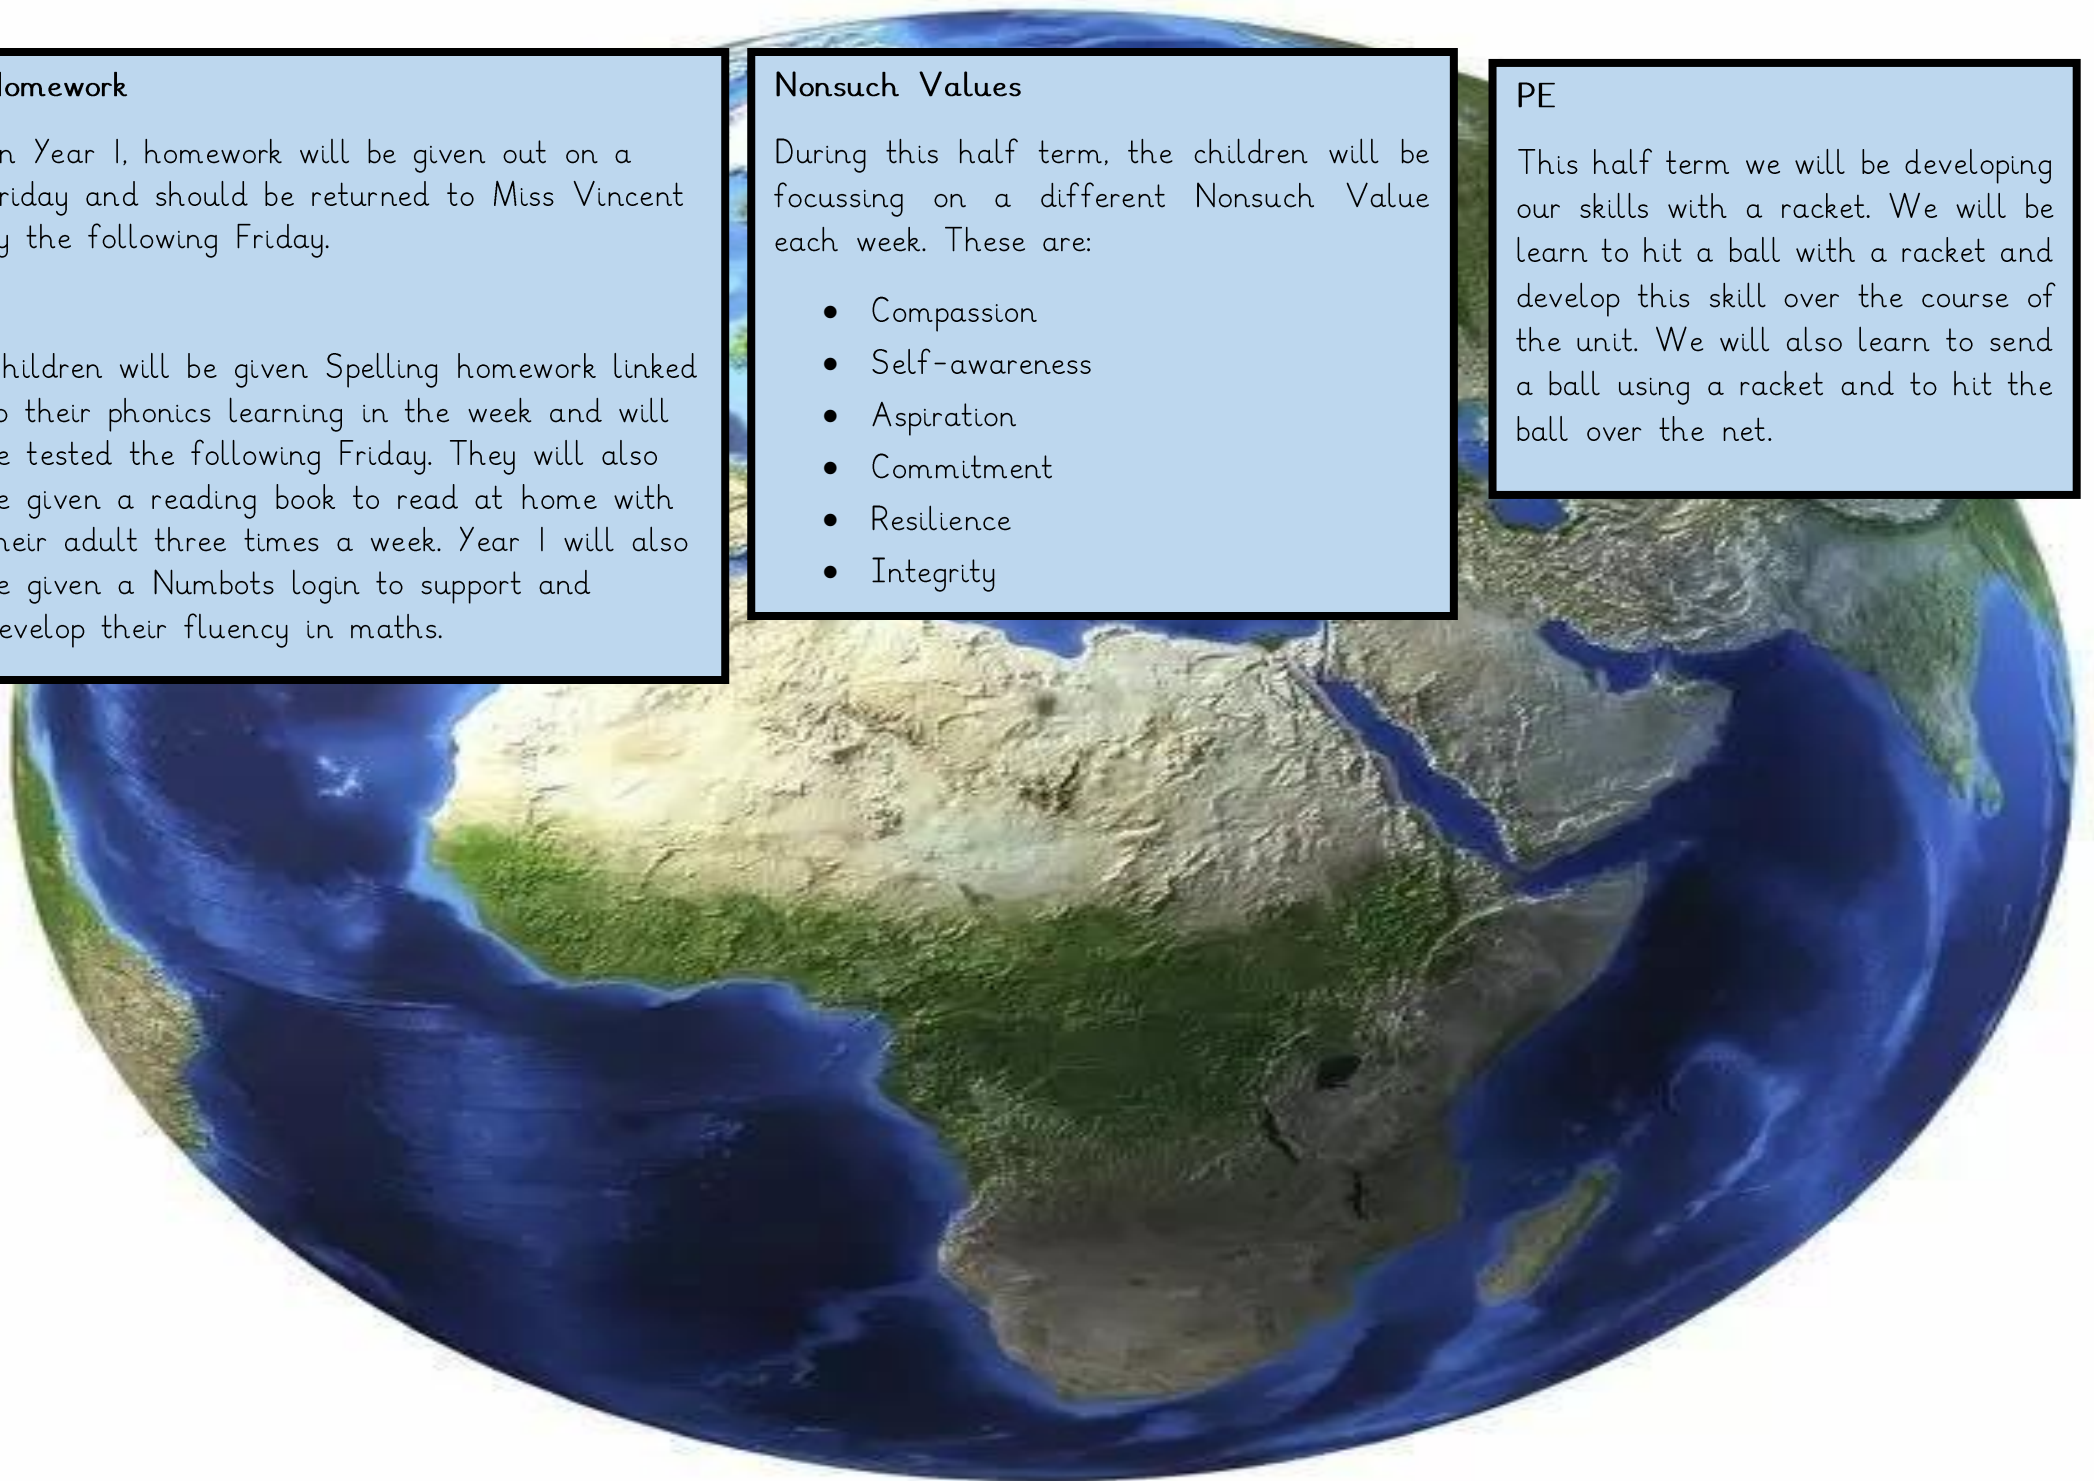 omework
n Year 1, homework will be given out on a
riday and should be returned to Miss Vincent
y the following Friday.
hildren will be given Spelling homework linked
o their phonics learning in the week and will
e tested the following Friday. They will also
e given a reading book to read at home with
heir adult three times a week. Year 1 will also
e given a Numbots login to support and
evelop their fluency in maths.
Nonsuch Values
During this half term, the children will be
focussing on a different Nonsuch Value
each week. These are:
• Compassion
• Self-awareness
• Aspiration
• Commitment
• Resilience
• Integrity
PE
This half term we will be developing
our skills with a racket. We will be
learn to hit a ball with a racket and
develop this skill over the course of
the unit. We will also learn to send
a ball using a racket and to hit the
ball over the net.